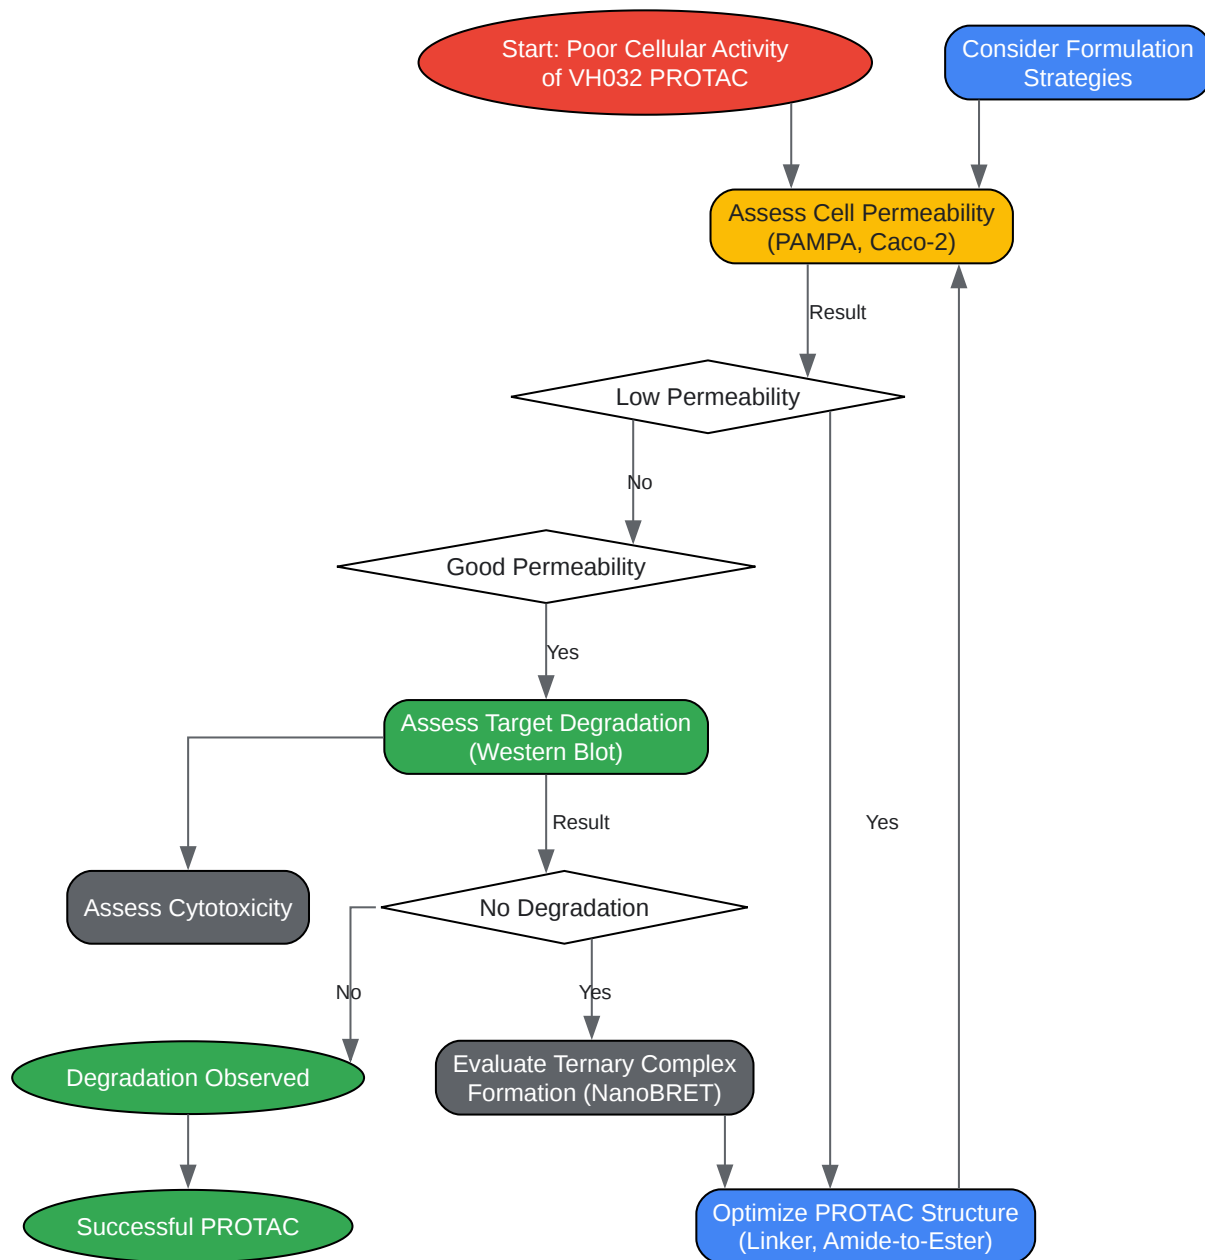 Start: Poor Cellular Activity
of VH032 PROTAC
Consider Formulation
Strategies
Assess Cell Permeability
(PAMPA, Caco-2)
Result
Low Permeability
No
Good Permeability
Yes
Assess Target Degradation
(Western Blot)
Result
Yes
Assess Cytotoxicity
No Degradation
No
Yes
Degradation Observed
Evaluate Ternary Complex
Formation (NanoBRET)
Successful PROTAC
Optimize PROTAC Structure
(Linker, Amide-to-Ester)